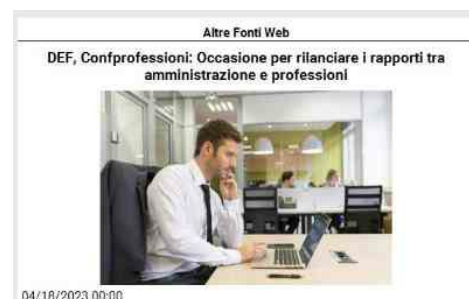 Altre Fonti Web
DEF, Confprofessioni: Occasione per rilanciare i rapporti tra
amministrazione e professioni
04/18/2023 00:00